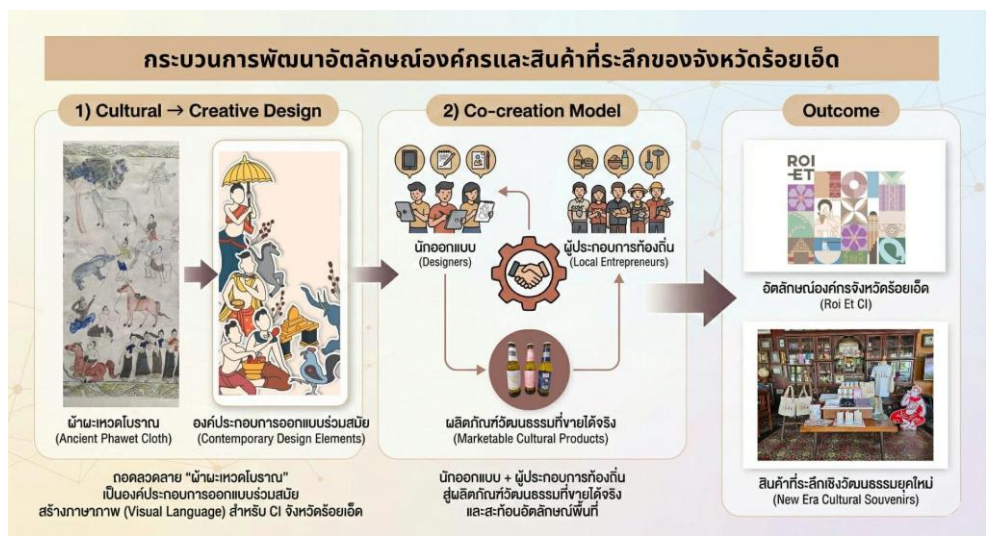 กระบวนการพัฒนาอัตลักษณ์องค์กรและสินค้าที่ระลึกของจังหวัดร้อยเอ็ด
1) Cultural → Creative Design
ผ้าผะเหวดโบราณ
(Ancient Phawet Cloth)
องค์ประกอบการออกแบบร่วมสมัย
(Contemporary Design Elements)
ถอดลวดลาย “ผ้าผะเหวดโบราณ”
เป็นองค์ประกอบการออกแบบร่วมสมัย
สร้างภาษาภาพ (Visual Language) สำหรับ CI จังหวัดร้อยเอ็ด
2) Co-creation Model
นักออกแบบ
(Designers)
ผู้ประกอบการท้องถิ่น
(Local Entrepreneurs)
ผลิตภัณฑ์วัฒนธรรมที่ขายได้จริง
(Marketable Cultural Products)
นักออกแบบ + ผู้ประกอบการท้องถิ่น
สู่ผลิตภัณฑ์วัฒนธรรมที่ขายได้จริง
และสะท้อนอัตลักษณ์พื้นที่
Outcome
ROI
-ET
อัตลักษณ์องค์กรจังหวัดร้อยเอ็ด
(Roi Et CI)
สินค้าที่ระลึกเชิงวัฒนธรรมยุคใหม่
(New Era Cultural Souvenirs)